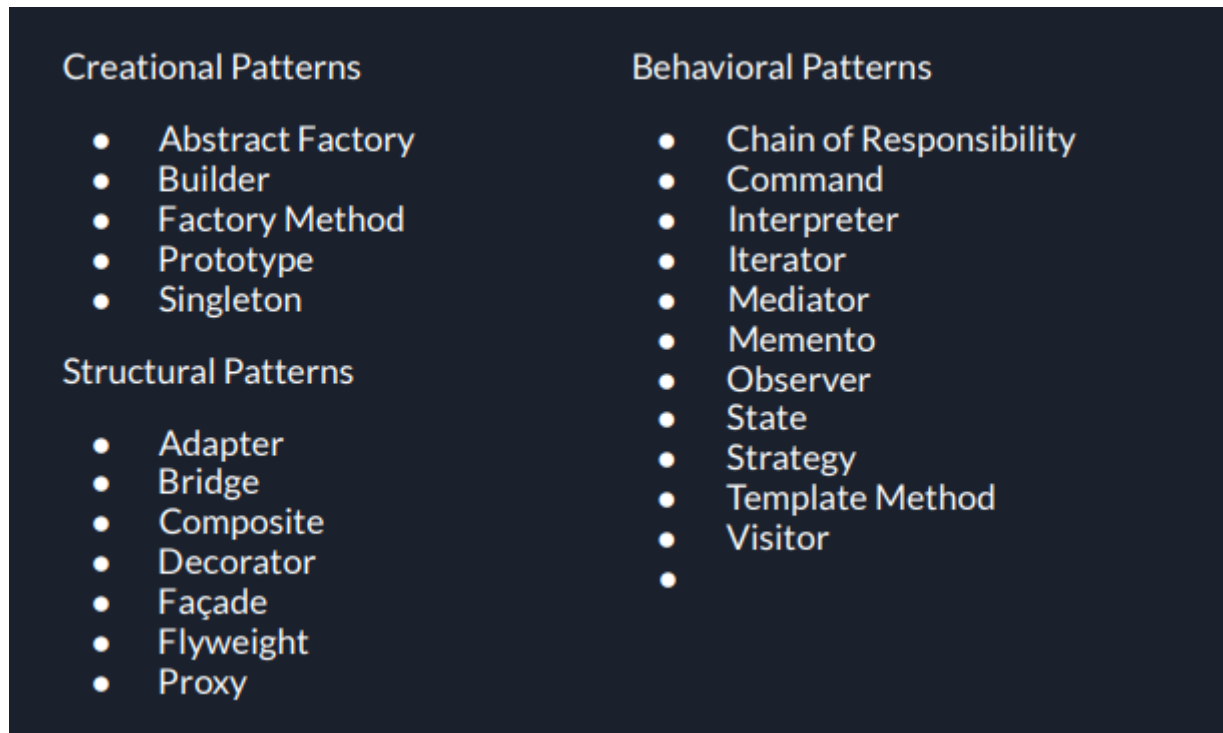 Creational Patterns
● Abstract Factory
● Builder
● Factory Method
● Prototype
● Singleton
Structural Patterns
● Adapter
● Bridge
● Composite
● Decorator
● Façade
● Flyweight
● Proxy
Behavioral Patterns
● Chain of Responsibility
● Command
● Interpreter
● Iterator
● Mediator
● Memento
● Observer
● State
● Strategy
● Template Method
● Visitor
●